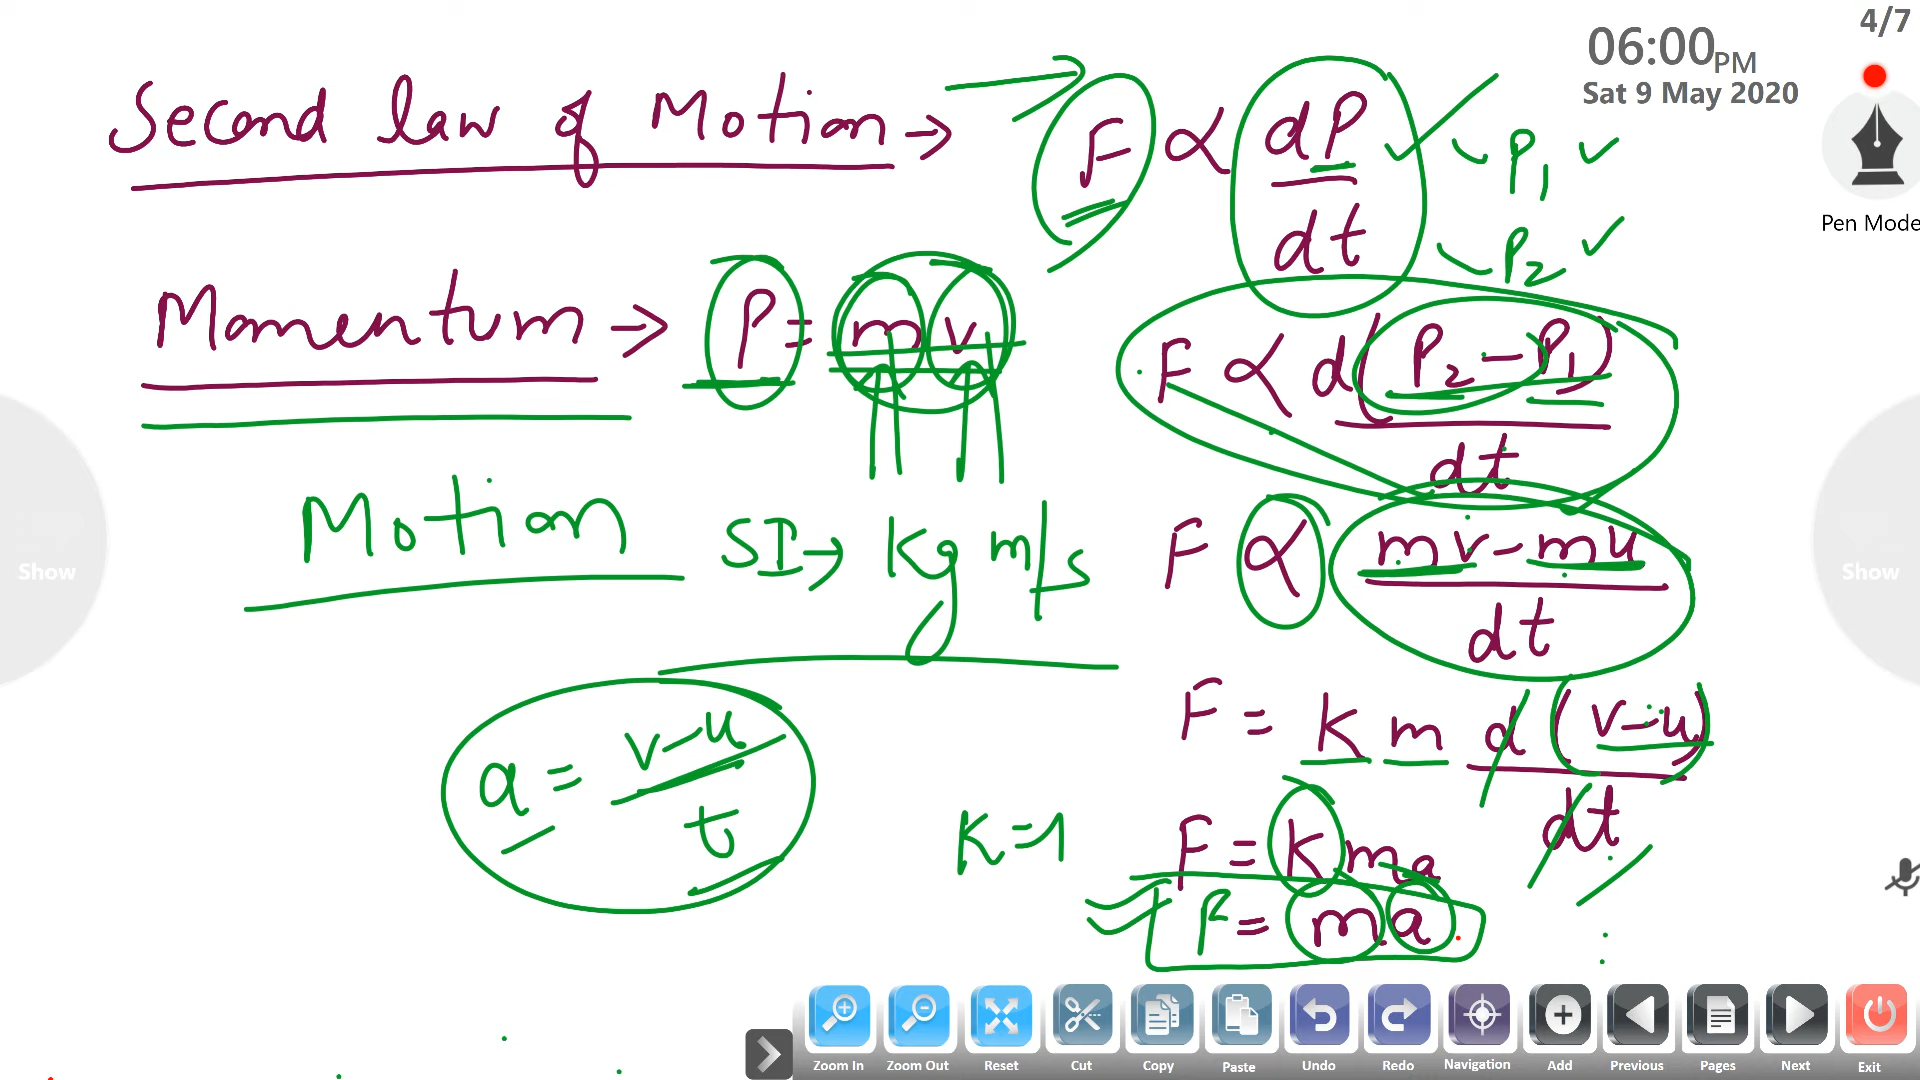 4/7
06:00PM
Sat 9 May 2020
Pen Mode
Second law of Motion → F ∝ dP
dt
P1
P2
Momentum → P = mv
F ∝ d(P2 - P1)
dt
Motion
SI → Kg m/s
F ∝ mv - mu
dt
a = v-u
t
F = K m d (v-u)
dt
K=1
F = k ma
F = ma
Show
Show
Zoom In Zoom Out Reset Cut Copy Paste Undo Redo Navigation Add Previous Pages Next Exit